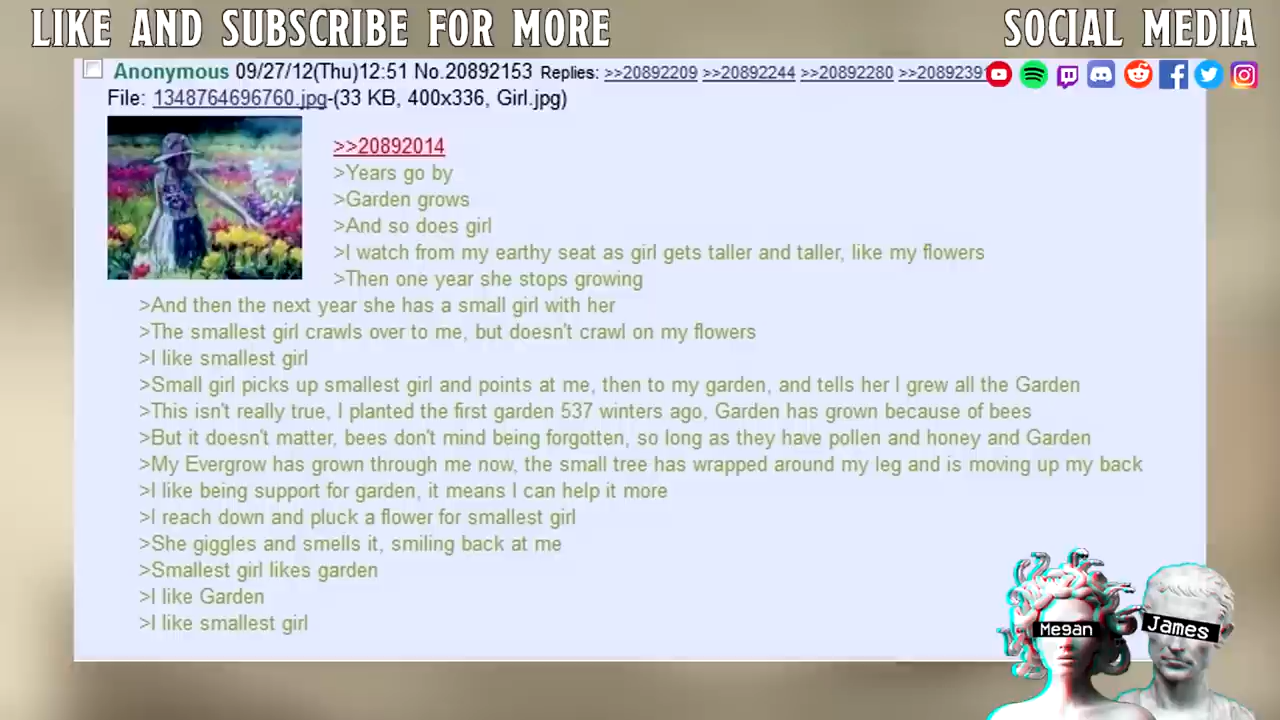 LIKE AND SUBSCRIBE FOR MORE
SOCIAL MEDIA
Anonymous 09/27/12(Thu)12:51 No.20892153 Replies: >>20892209 >>20892244 >>20892280
File: 1348764696760.jpg-(33 KB, 400x336, Girl.jpg)
>>20892014
>Years go by
>Garden grows
>And so does girl
>I watch from my earthy seat as girl gets taller and taller, like my flowers
>Then one year she stops growing
>And then the next year she has a small girl with her
>The smallest girl crawls over to me, but doesn't crawl on my flowers
>I like smallest girl
>Small girl picks up smallest girl and points at me, then to my garden, and tells her I grew all the Garden
>This isn't really true, I planted the first garden 537 winters ago, Garden has grown because of bees
>But it doesn't matter, bees don't mind being forgotten, so long as they have pollen and honey and Garden
>My Evergrow has grown through me now, the small tree has wrapped around my leg and is moving up my back
>I like being support for garden, it means I can help it more
>I reach down and pluck a flower for smallest girl
>She giggles and smells it, smiling back at me
>Smallest girl likes garden
>I like Garden
>I like smallest girl
Megan
James